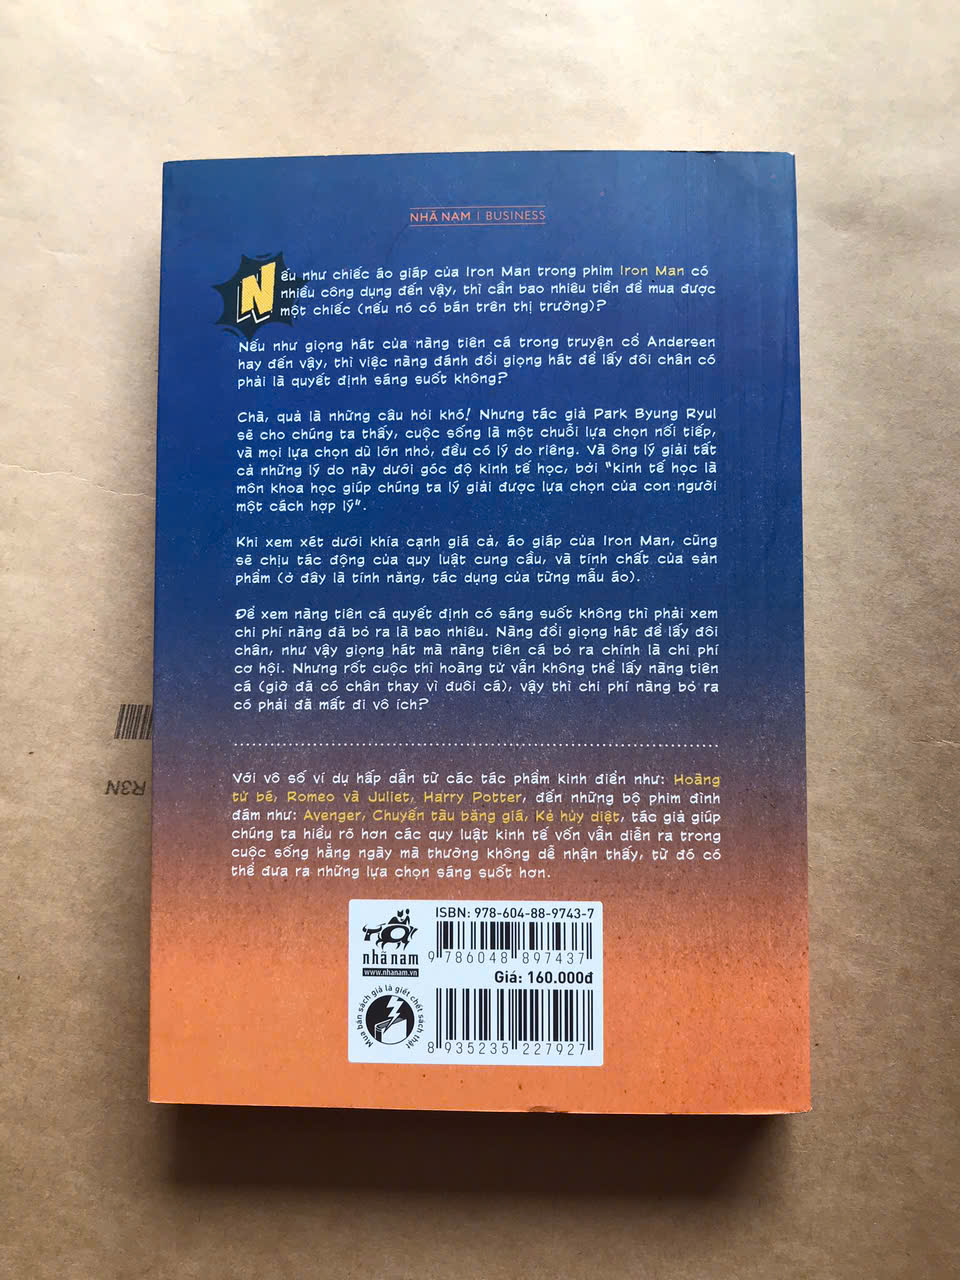 NHÃ NAM | BUSINESS
Nếu như chiếc áo giáp của Iron Man trong phim Iron Man có
nhiều công dụng đến vậy, thì cần bao nhiêu tiền để mua được
một chiếc (nếu nó có bán trên thị trường)?
Nếu như giọng hát của nàng tiên cá trong truyện cổ Andersen
hay đến vậy, thì việc nàng đánh đổi giọng hát để lấy đôi chân có
phải là quyết định sáng suốt không?
Chà, quả là những câu hỏi khó! Nhưng tác giả Park Byung Ryul
sẽ cho chúng ta thấy, cuộc sống là một chuỗi lựa chọn nối tiếp,
và mọi lựa chọn dù lớn nhỏ, đều có lý do riêng. Và ông lý giải tất
cả những lý do này dưới góc độ kinh tế học, bởi “kinh tế học là
môn khoa học giúp chúng ta lý giải được lựa chọn của con người
một cách hợp lý”.
Khi xem xét dưới khía cạnh giá cả, áo giáp của Iron Man, cũng
sẽ chịu tác động của quy luật cung cầu, và tính chất của sản
phẩm (ở đây là tính năng, tác dụng của từng mẫu áo).
Để xem nàng tiên cá quyết định có sáng suốt không thì phải xem
chi phí nàng đã bỏ ra là bao nhiêu. Nàng đổi giọng hát để lấy đôi
chân, như vậy giọng hát mà nàng tiên cá bỏ ra chính là chi phí
cơ hội. Nhưng rốt cuộc thì hoàng tử vẫn không thể lấy nàng tiên
cá (giờ đã có chân thay vì đuôi cá), vậy thì chi phí nàng bỏ ra
có phải đã mất đi vô ích?
Với vô số ví dụ hấp dẫn từ các tác phẩm kinh điển như: Hoàng
tử bé, Romeo và Juliet, Harry Potter, đến những bộ phim đình
đám như: Avenger, Chuyến tàu băng giá, Kẻ hủy diệt, tác giả giúp
chúng ta hiểu rõ hơn các quy luật kinh tế vốn vẫn diễn ra trong
cuộc sống hằng ngày mà thường không dễ nhận thấy, từ đó có
thể đưa ra những lựa chọn sáng suốt hơn.
ISBN: 978-604-88-9743-7
9 786048 897437
nhã nam
www.nhanam.vn
Giá: 160.000đ
Mua bán sách giả là giết chết sách thật
8 935235 227927
R3N